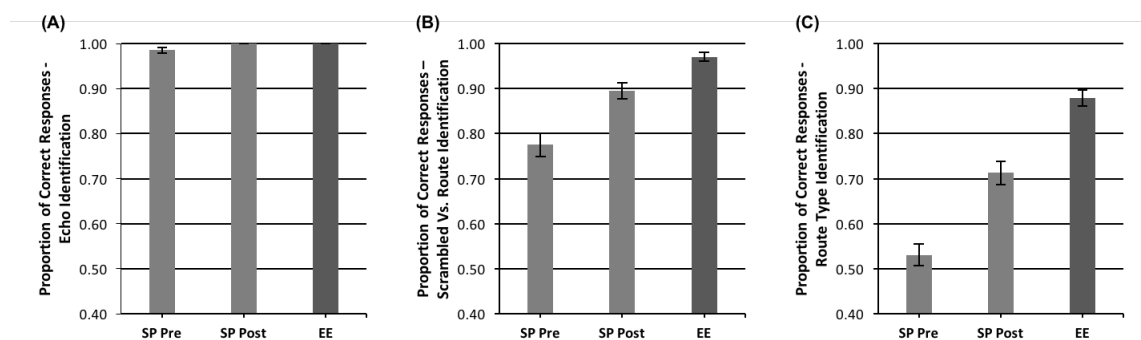 (A)
Proportion of Correct Responses -
Echo Identification
1.00
0.90
0.80
0.70
0.60
0.50
0.40
SP Pre SP Post EE
(B)
Proportion of Correct Responses –
Scrambled Vs. Route Identification
1.00
0.90
0.80
0.70
0.60
0.50
0.40
SP Pre SP Post EE
(C)
Proportion of Correct Responses -
Route Type Identification
1.00
0.90
0.80
0.70
0.60
0.50
0.40
SP Pre SP Post EE